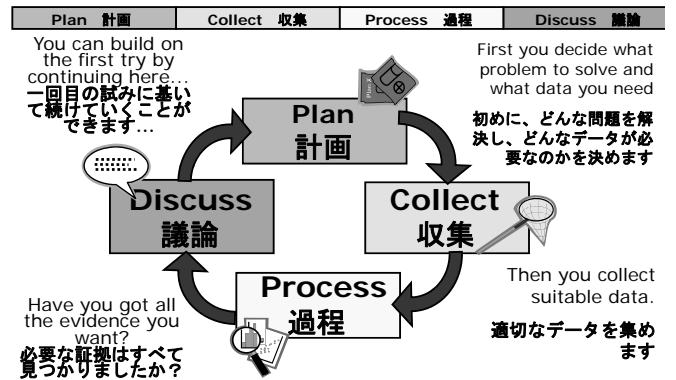 Plan 計画
Collect 収集
Process 過程
Discuss 議論
You can build on
the first try by
continuing here…
一回目の試みに基い
て続けていくことが
できます…
First you decide what
problem to solve and
what data you need
初めに、どんな問題を解
決し、どんなデータが必
要なのかを決めます
Plan
計画
Discuss
議論
Collect
収集
Process
過程
Have you got all
the evidence you
want?
必要な証拠はすべて
見つかりましたか？
Then you collect
suitable data.
適切なデータを集め
ます